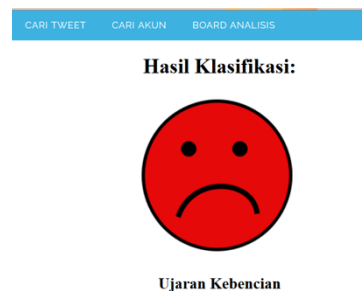 CARI TWEET CARI AKUN BOARD ANALISIS
Hasil Klasifikasi:
Ujaran Kebencian